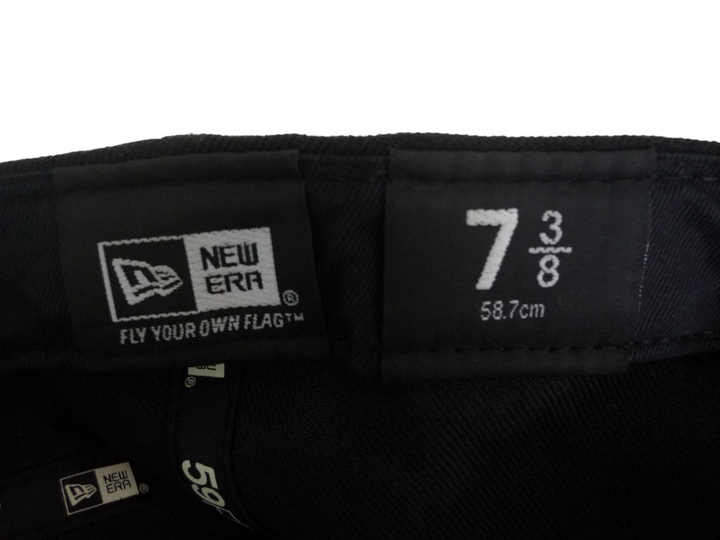 NEW
ERA
®
FLY YOUR OWN FLAG™
7 3/8
58.7cm
®
NEW
ERA
®
59